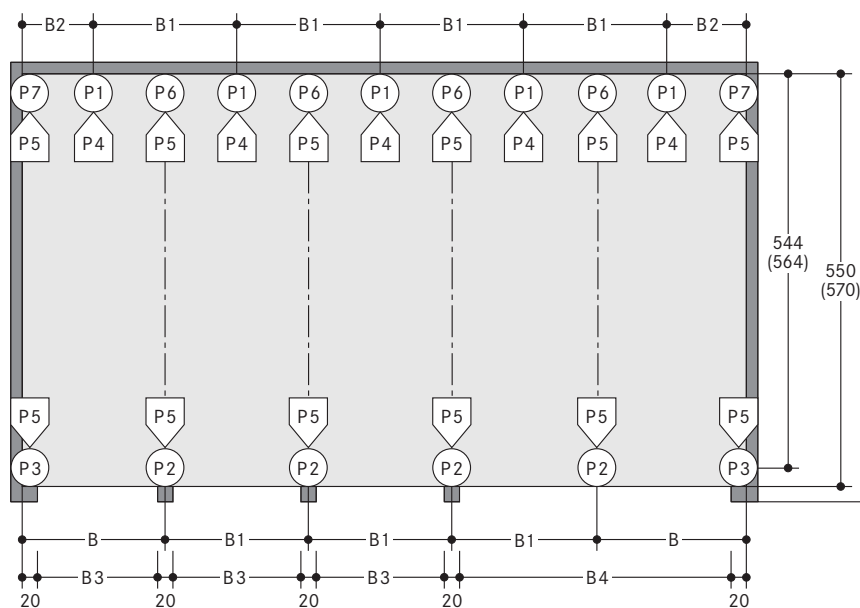 B2 B1 B1 B1 B1 B2
P7 P1 P6 P1 P6 P1 P6 P1 P6 P1 P7
P5 P4 P5 P4 P5 P4 P5 P4 P5 P4 P5
544
(564)
550
(570)
P5 P5 P5 P5 P5 P5
P3 P2 P2 P2 P2 P3
B B1 B1 B1 B
B3 B3 B3 B4
20 20 20 20 20